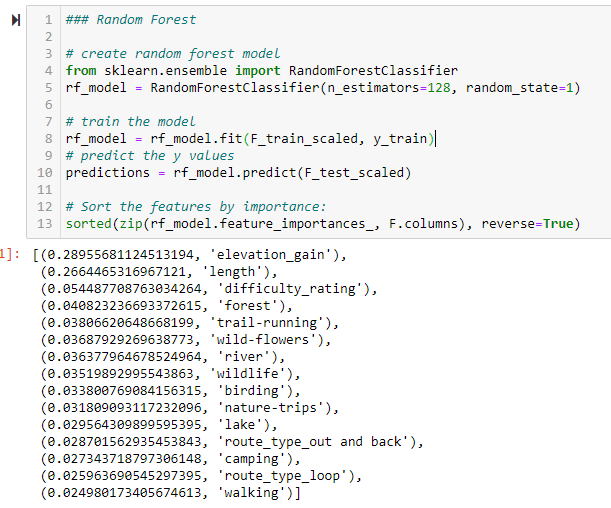 1 ### Random Forest
2
3 # create random forest model
4 from sklearn.ensemble import RandomForestClassifier
5 rf_model = RandomForestClassifier(n_estimators=128, random_state=1)
6
7 # train the model
8 rf_model = rf_model.fit(F_train_scaled, y_train)
9 # predict the y values
10 predictions = rf_model.predict(F_test_scaled)
11
12 # Sort the features by importance:
13 sorted(zip(rf_model.feature_importances_, F.columns), reverse=True)
1]: [(0.28955681124513194, 'elevation_gain'),
(0.2664465316967121, 'length'),
(0.054487708763034264, 'difficulty_rating'),
(0.040823236693372615, 'forest'),
(0.03806620648668199, 'trail-running'),
(0.03687929269638773, 'wild-flowers'),
(0.036377964678524964, 'river'),
(0.03519892995543863, 'wildlife'),
(0.033800769084156315, 'birding'),
(0.031809093117232096, 'nature-trips'),
(0.029564309899595395, 'lake'),
(0.028701562935453843, 'route_type_out and back'),
(0.027343718797306148, 'camping'),
(0.025963690545297395, 'route_type_loop'),
(0.024980173405674613, 'walking')]